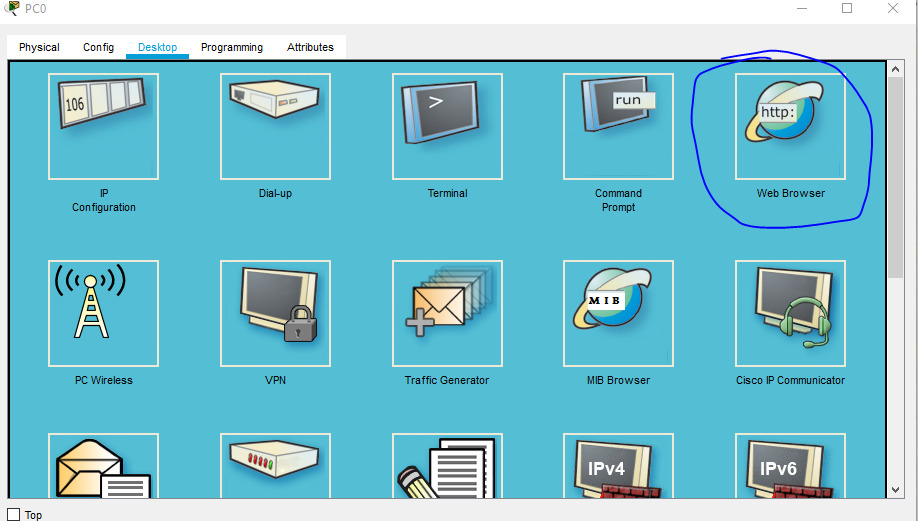 PC0
Physical Config Desktop Programming Attributes
106
>
run
http:
IP
Configuration
Dial-up
Terminal
Command
Prompt
Web Browser
MIB
PC Wireless
VPN
Traffic Generator
MIB Browser
Cisco IP Communicator
IPv4
IPv6
Top